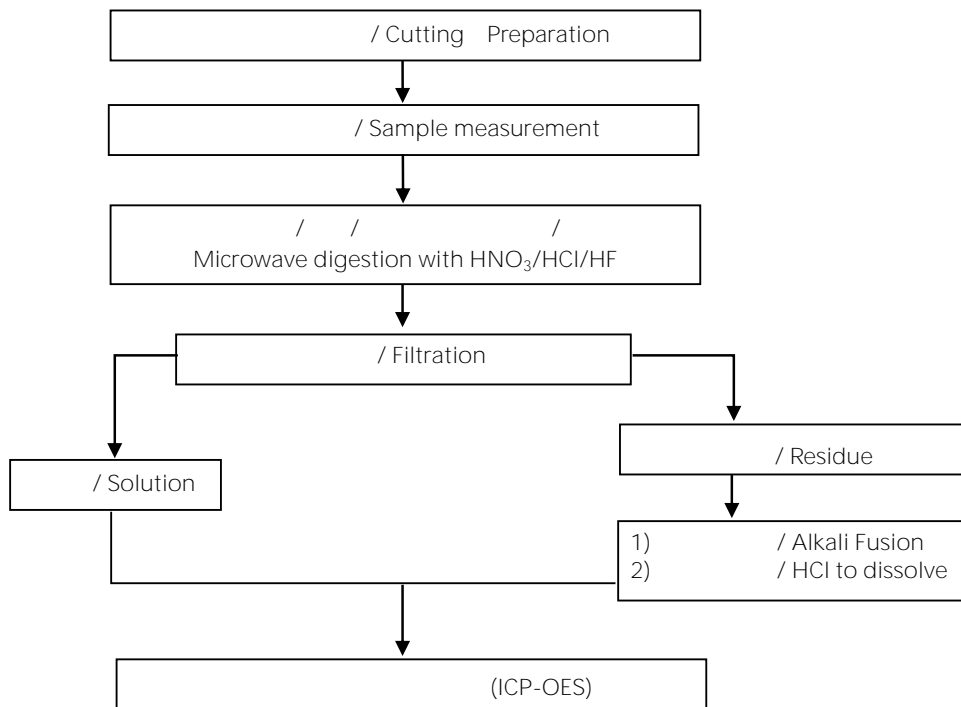 / Cutting Preparation
/ Sample measurement
/ / /
Microwave digestion with HNO₃/HCl/HF
/ Filtration
/ Residue
/ Solution
1) / Alkali Fusion
2) / HCl to dissolve
(ICP-OES)